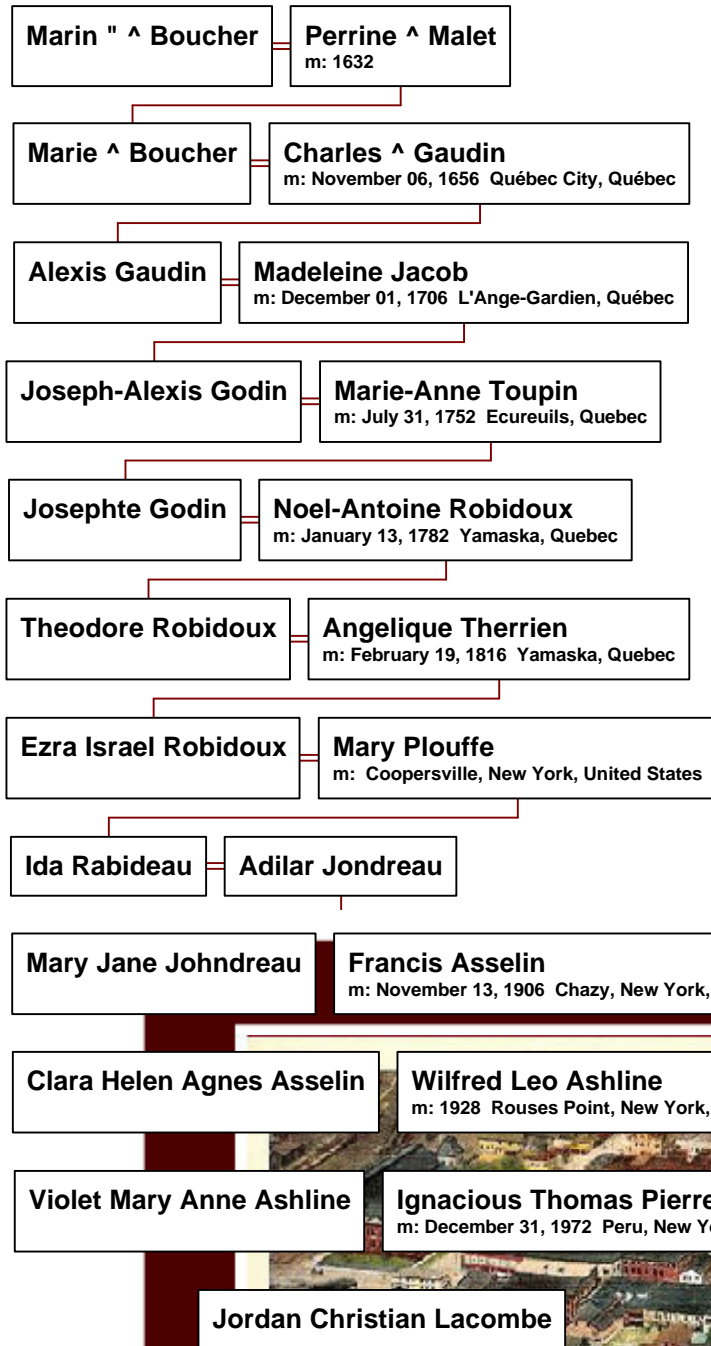 Marin " ^ Boucher
Perrine ^ Malet
m: 1632
Marie ^ Boucher
Charles ^ Gaudin
m: November 06, 1656 Québec City, Québec
Alexis Gaudin
Madeleine Jacob
m: December 01, 1706 L'Ange-Gardien, Québec
Joseph-Alexis Godin
Marie-Anne Toupin
m: July 31, 1752 Ecureuils, Quebec
Josephte Godin
Noel-Antoine Robidoux
m: January 13, 1782 Yamaska, Quebec
Theodore Robidoux
Angelique Therrien
m: February 19, 1816 Yamaska, Quebec
Ezra Israel Robidoux
Mary Plouffe
m: Coopersville, New York, United States
Ida Rabideau
Adilar Jondreau
Mary Jane Johndreau
Francis Asselin
m: November 13, 1906 Chazy, New York,
Clara Helen Agnes Asselin
Wilfred Leo Ashline
m: 1928 Rouses Point, New York,
Violet Mary Anne Ashline
Ignacious Thomas Pierre
m: December 31, 1972 Peru, New Yo
Jordan Christian Lacombe